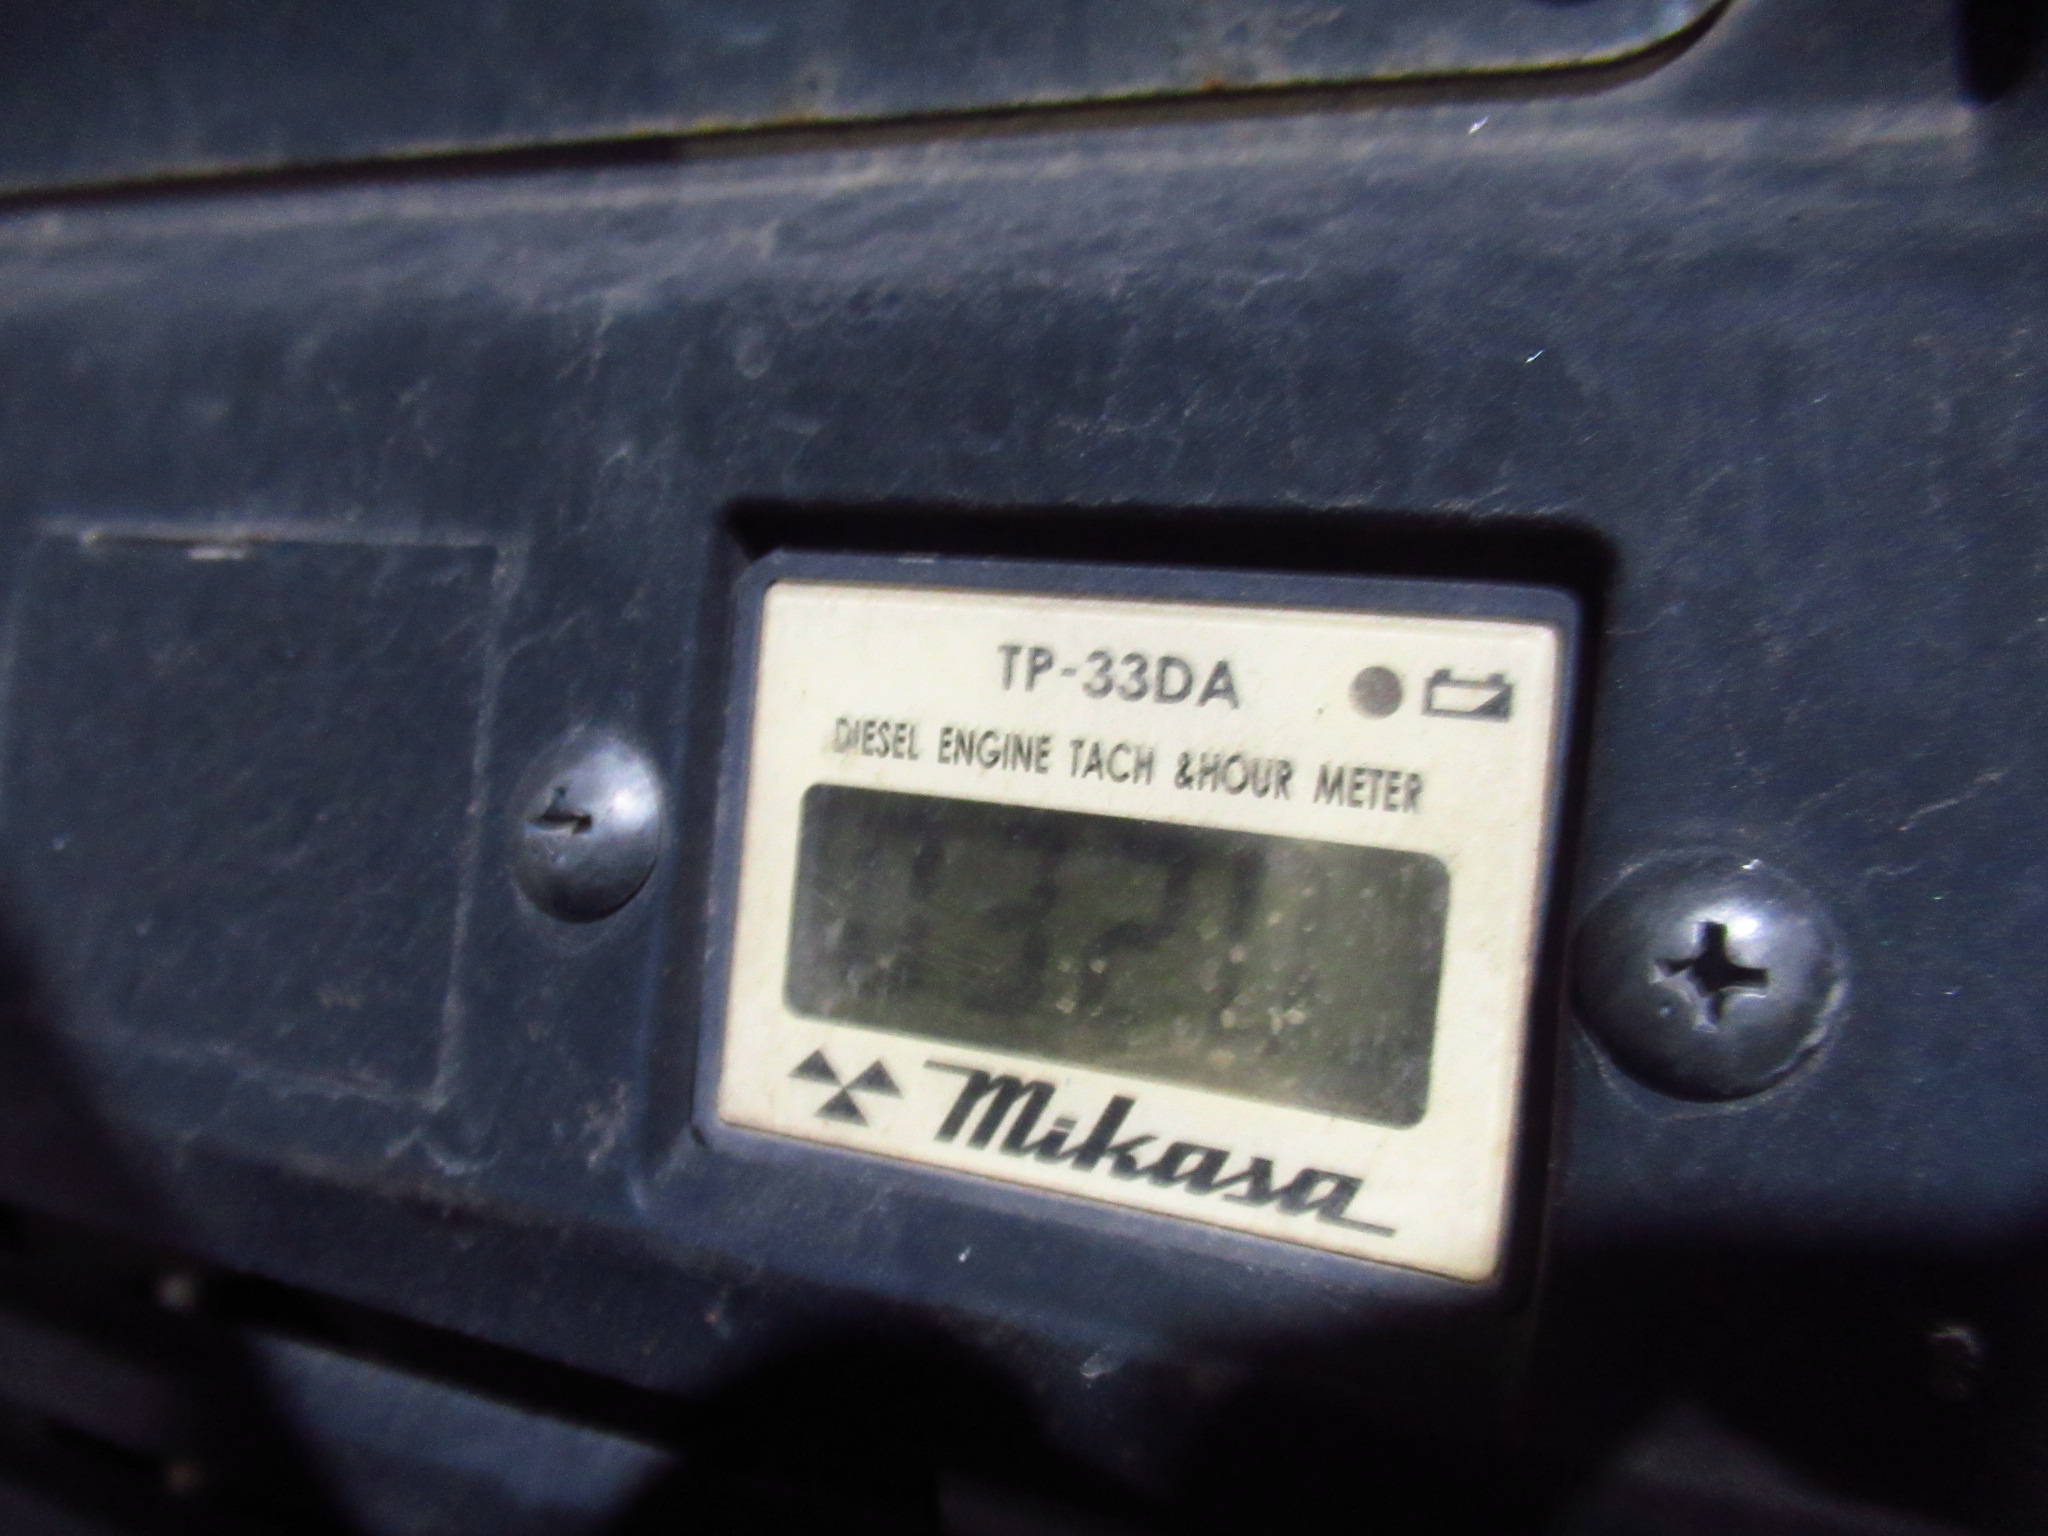 TP-33DA
DIESEL ENGINE TACH &HOUR METER
Mikasa